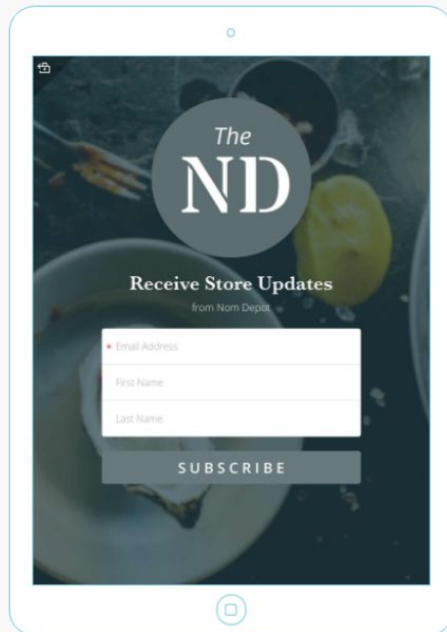 The
ND
Receive Store Updates
from Nom Depot
* Email Address
First Name
Last Name
SUBSCRIBE